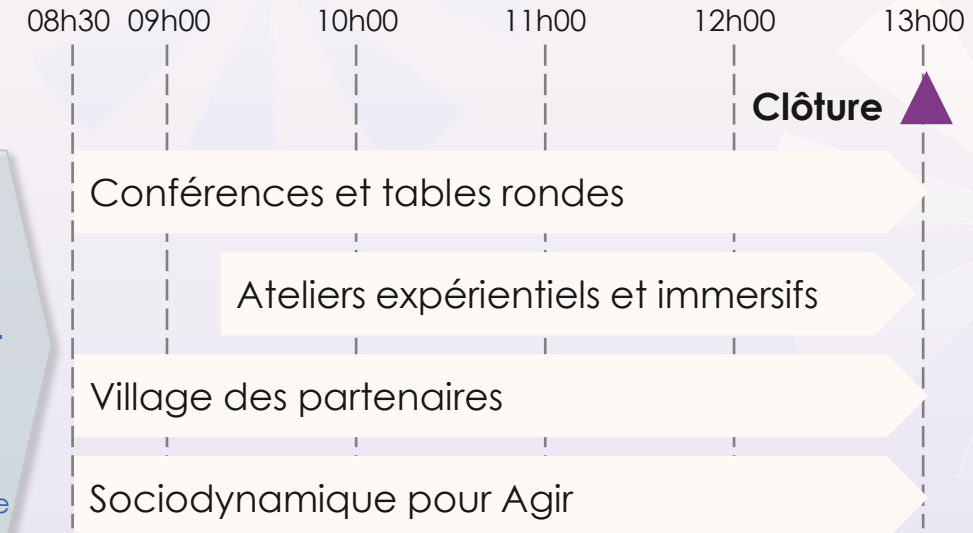 08h30 09h00 10h00 11h00 12h00 13h00
Clôture
Conférences et tables rondes
Ateliers expérientiels et immersifs
Village des partenaires
Sociodynamique pour Agir